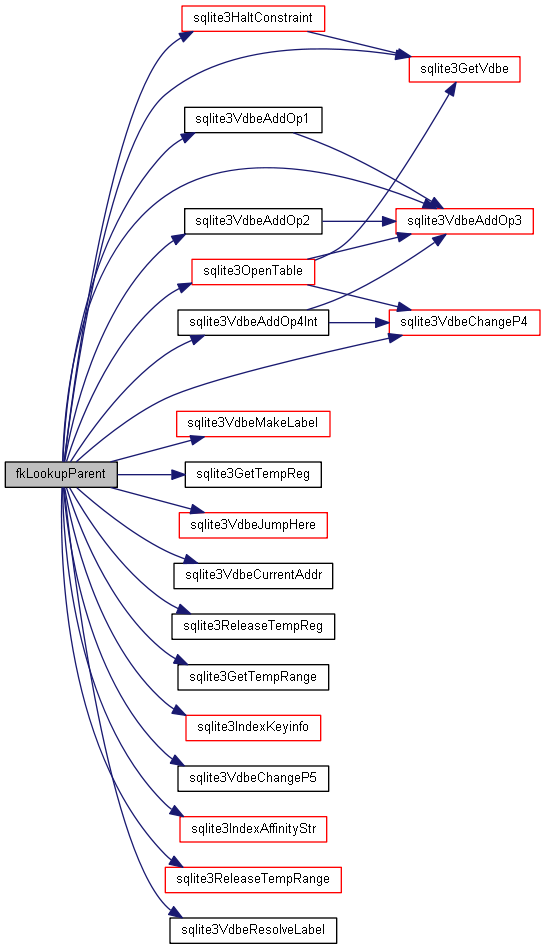 sqlite3HaltConstraint
sqlite3GetVdbe
sqlite3VdbeAddOp1
sqlite3VdbeAddOp2
sqlite3VdbeAddOp3
sqlite3OpenTable
sqlite3VdbeAddOp4Int
sqlite3VdbeChangeP4
sqlite3VdbeMakeLabel
fkLookupParent
sqlite3GetTempReg
sqlite3VdbeJumpHere
sqlite3VdbeCurrentAddr
sqlite3ReleaseTempReg
sqlite3GetTempRange
sqlite3IndexKeyinfo
sqlite3VdbeChangeP5
sqlite3IndexAffinityStr
sqlite3ReleaseTempRange
sqlite3VdbeResolveLabel